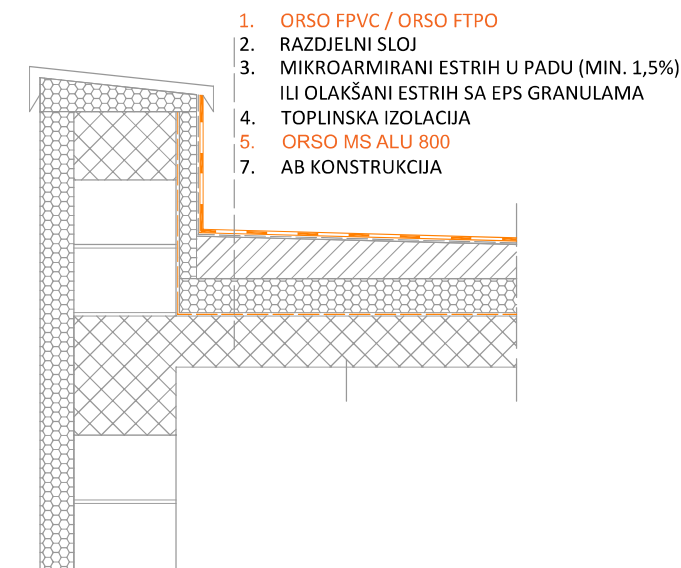 1. ORSO FPVC / ORSO FTPO
2. RAZDJELNI SLOJ
3. MIKROARMIRANI ESTRIH U PADU (MIN. 1,5%)
ILI OLAKŠANI ESTRIH SA EPS GRANULAMA
4. TOPLINSKA IZOLACIJA
5. ORSO MS ALU 800
7. AB KONSTRUKCIJA